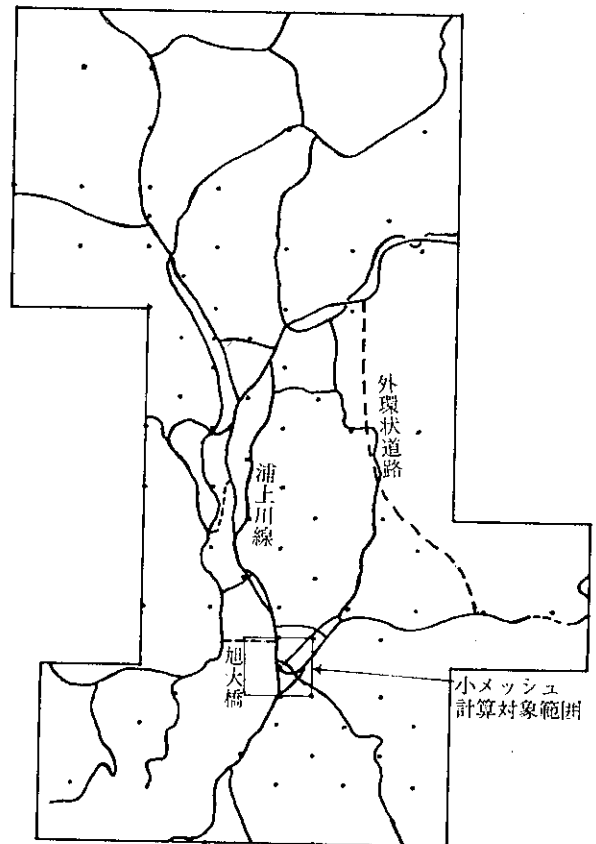 外環状道路
浦上川線
旭大橋
小メッシュ
計算対象範囲